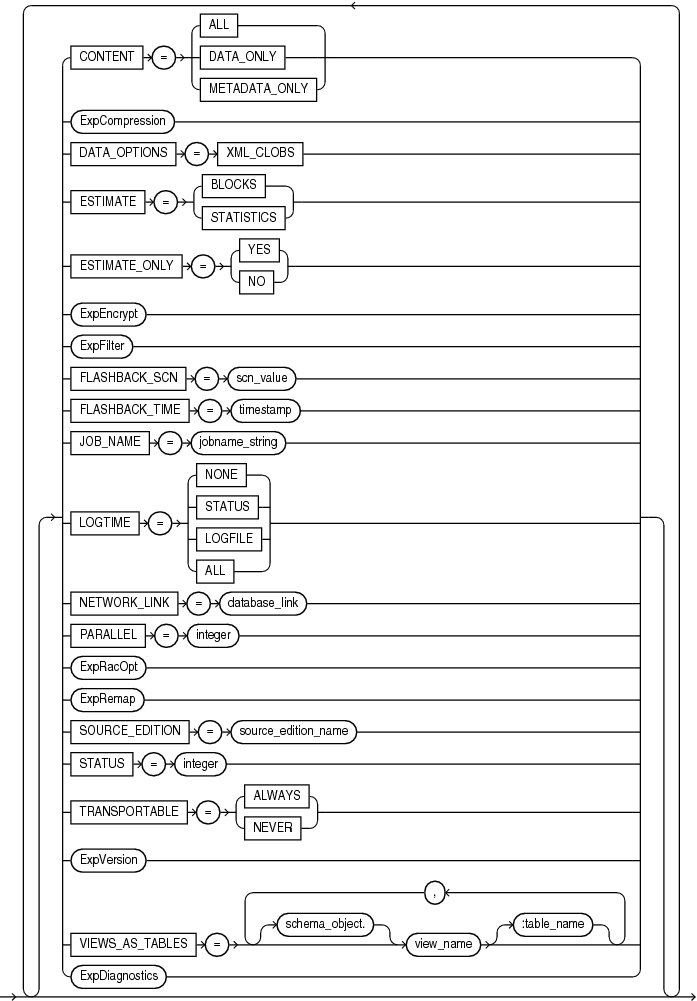 ALL
CONTENT = DATA_ONLY
METADATA_ONLY
ExpCompression
DATA_OPTIONS = XML_CLOBS
BLOCKS
ESTIMATE =
STATISTICS
YES
ESTIMATE_ONLY =
NO
ExpEncrypt
ExpFilter
FLASHBACK_SCN = scn_value
FLASHBACK_TIME = timestamp
JOB_NAME = jobname_string
NONE
STATUS
LOGTIME =
LOGFILE
ALL
NETWORK_LINK = database_link
PARALLEL = integer
ExpRacOpt
ExpRemap
SOURCE_EDITION = source_edition_name
STATUS = integer
ALWAYS
TRANSPORTABLE =
NEVER
ExpVersion
,
schema_object. :table_name
VIEWS_AS_TABLES = view_name
ExpDiagnostics